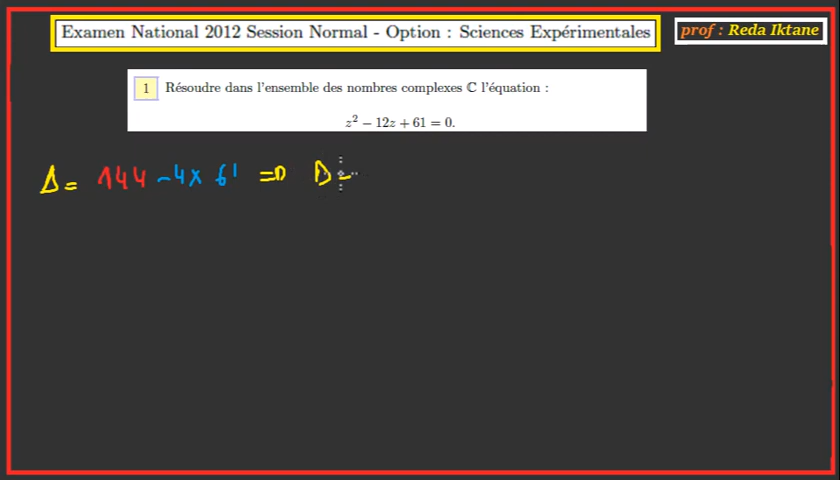 Examen National 2012 Session Normal - Option : Sciences Expérimentales
prof : Reda Iktane
1 Résoudre dans l'ensemble des nombres complexes ℂ l'équation :
z² − 12z + 61 = 0.
Δ = 144 − 4 × 61 ⇒ Δ =